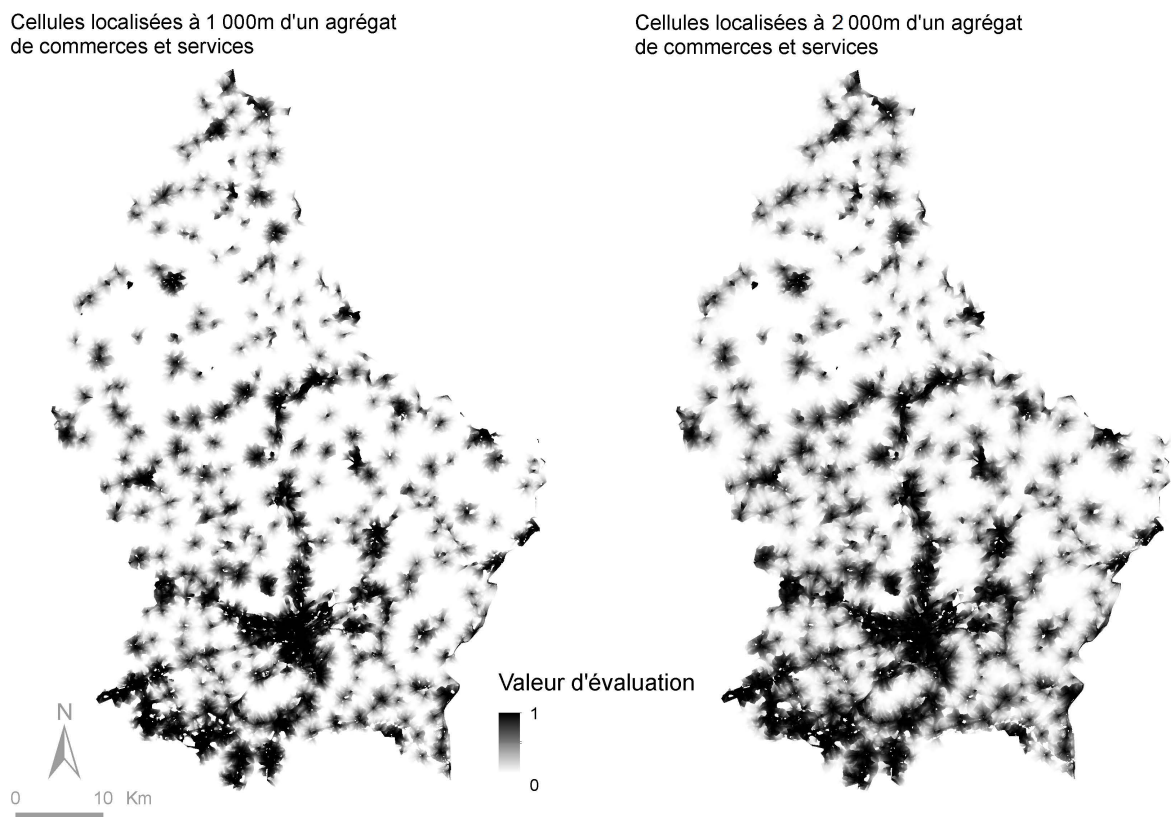 Cellules localisées à 1 000m d'un agrégat
de commerces et services
Cellules localisées à 2 000m d'un agrégat
de commerces et services
Valeur d'évaluation
1
0
N
0 10 Km